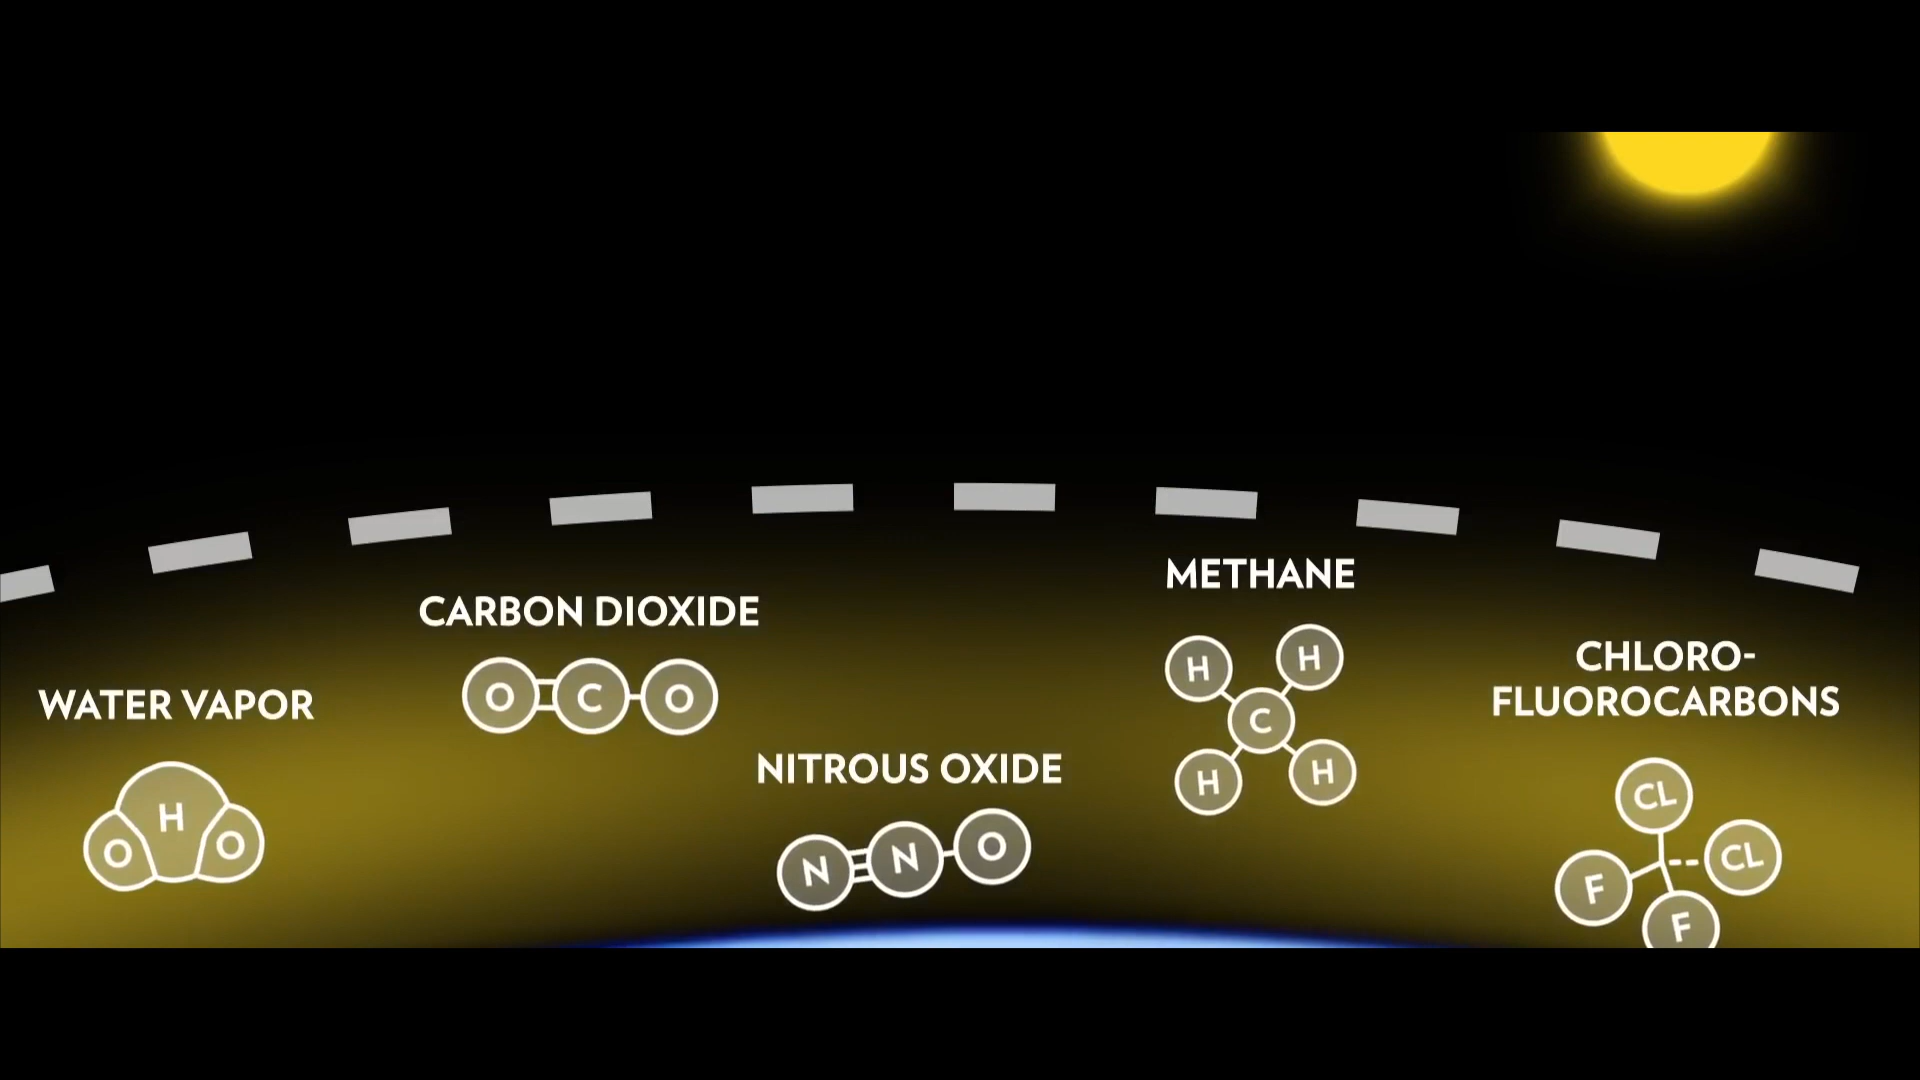 WATER VAPOR
H
O O
CARBON DIOXIDE
O C O
NITROUS OXIDE
N N O
METHANE
H H
C
H H
CHLORO-
FLUOROCARBONS
CL
CL
F
F